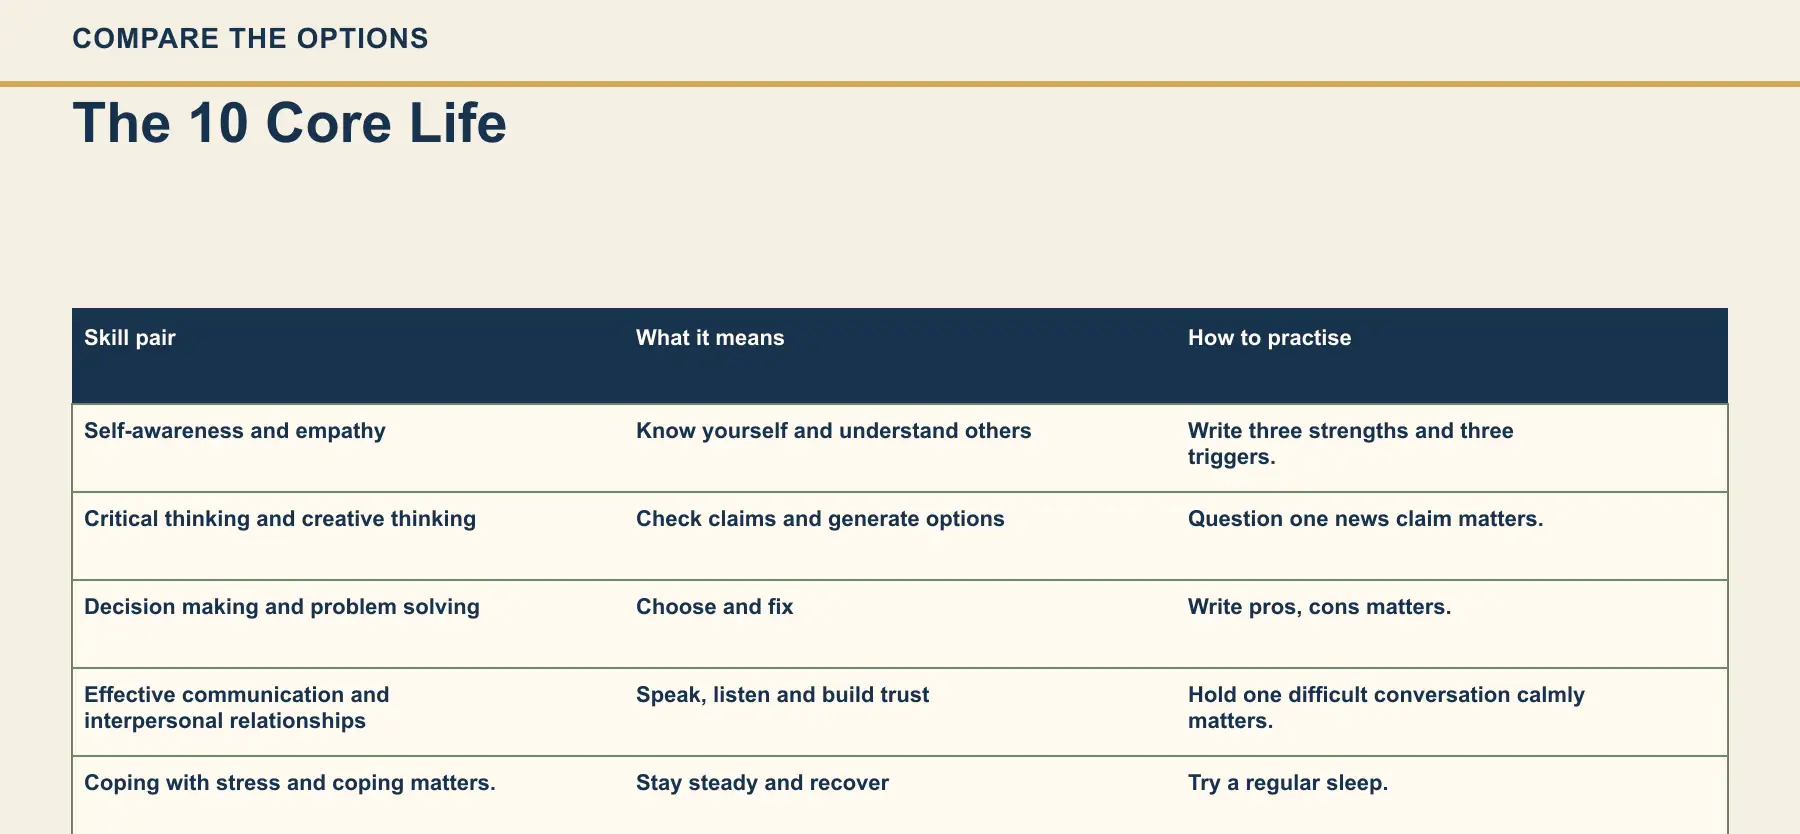 COMPARE THE OPTIONS
The 10 Core Life
Skill pair
What it means
How to practise
Self-awareness and empathy
Know yourself and understand others
Write three strengths and three
triggers.
Critical thinking and creative thinking
Check claims and generate options
Question one news claim matters.
Decision making and problem solving
Choose and fix
Write pros, cons matters.
Effective communication and
interpersonal relationships
Speak, listen and build trust
Hold one difficult conversation calmly
matters.
Coping with stress and coping matters.
Stay steady and recover
Try a regular sleep.